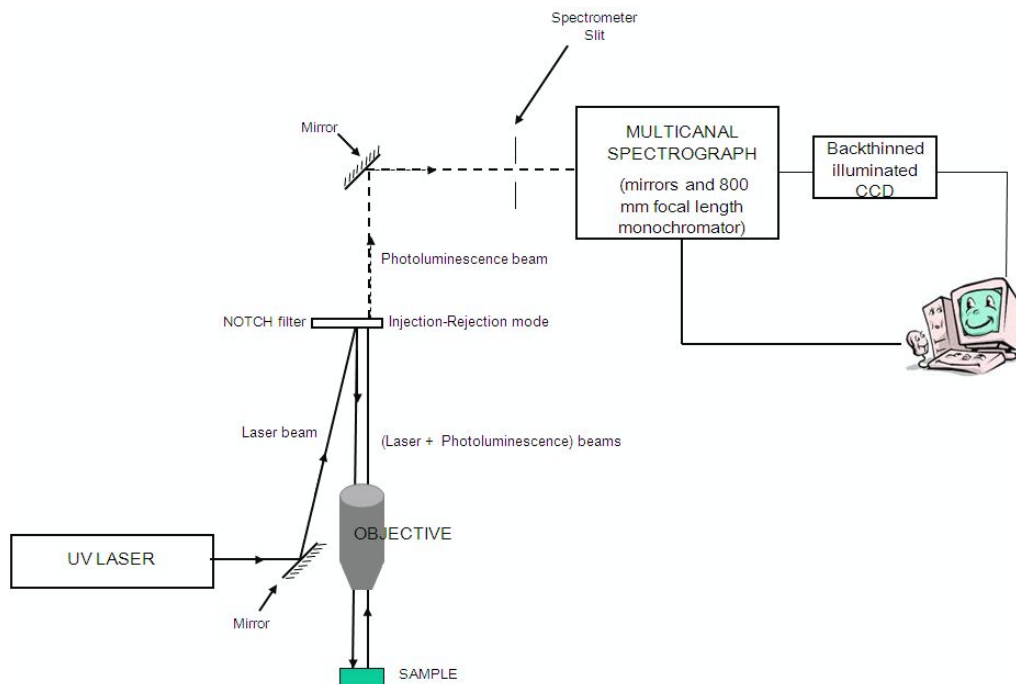 Spectrometer
Slit
Mirror
MULTICANAL
SPECTROGRAPH
(mirrors and 800
mm focal length
monochromator)
Backthinned
illuminated
CCD
Photoluminescence beam
NOTCH filter
Injection-Rejection mode
Laser beam
(Laser + Photoluminescence) beams
OBJECTIVE
UV LASER
Mirror
SAMPLE